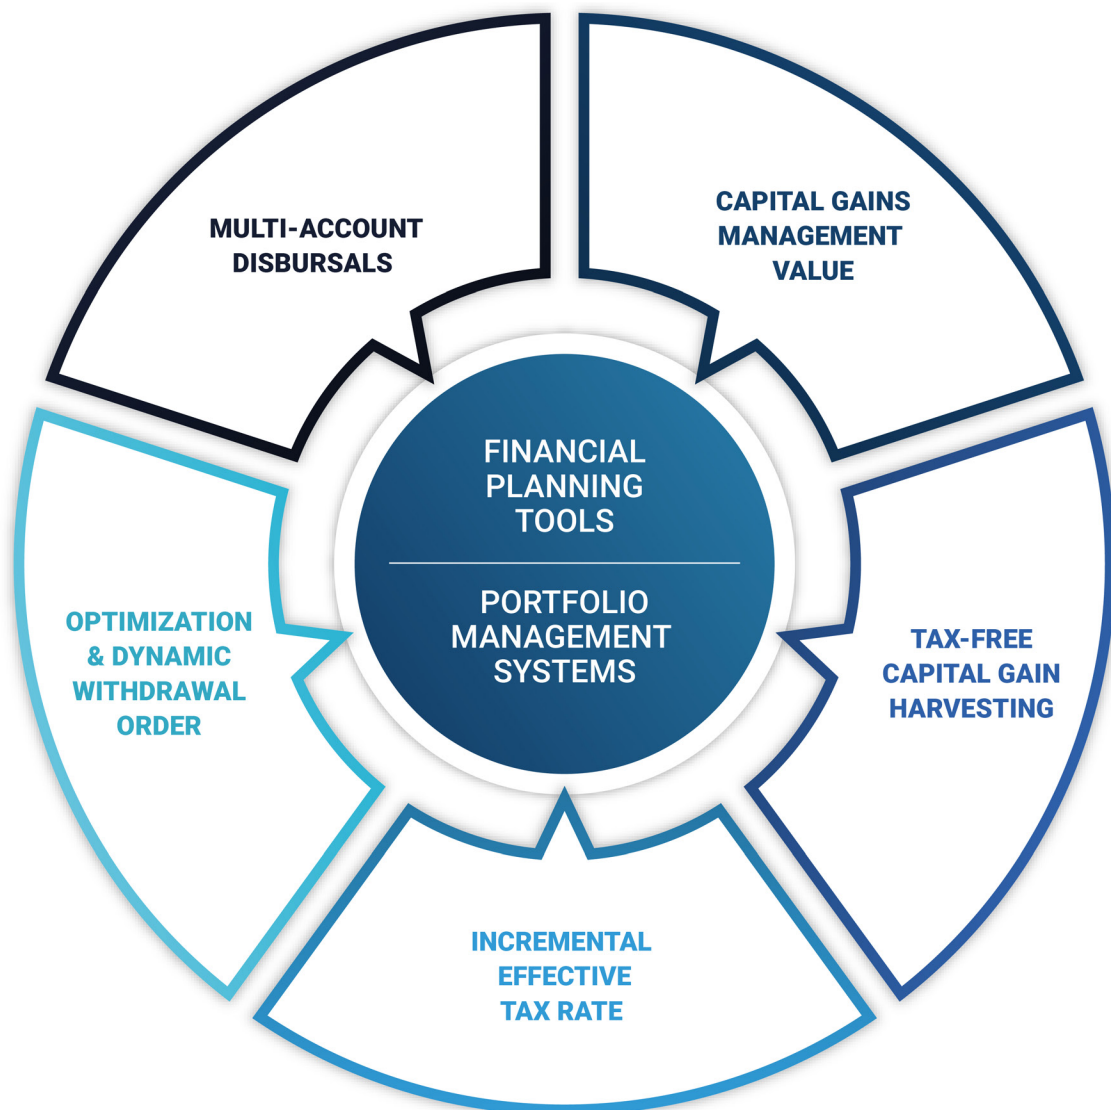 MULTI-ACCOUNT
DISBURSALS
CAPITAL GAINS
MANAGEMENT
VALUE
FINANCIAL
PLANNING
TOOLS
PORTFOLIO
MANAGEMENT
SYSTEMS
OPTIMIZATION
& DYNAMIC
WITHDRAWAL
ORDER
TAX-FREE
CAPITAL GAIN
HARVESTING
INCREMENTAL
EFFECTIVE
TAX RATE